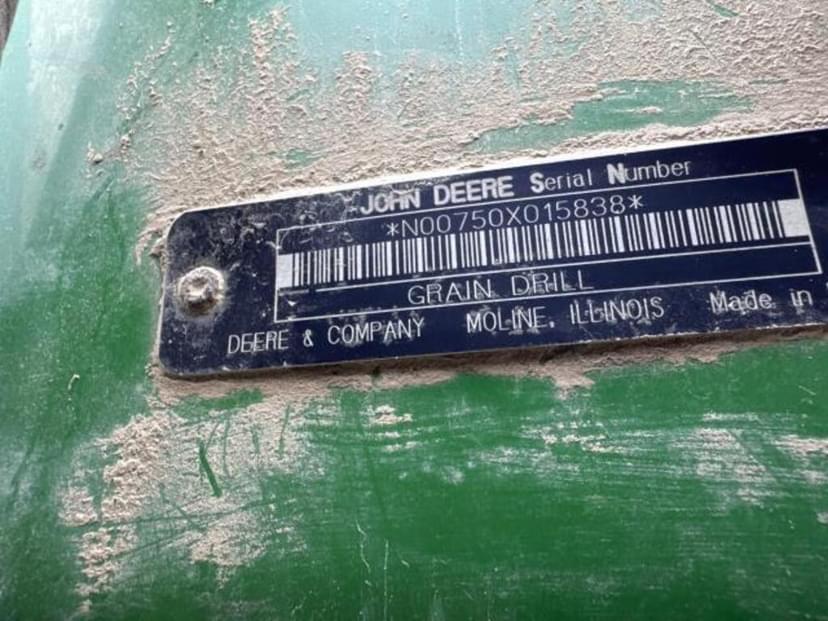 JOHN DEERE Serial Number
*N00750X015838*
GRAIN DRILL
DEERE & COMPANY MOLINE, ILLINOIS Made in